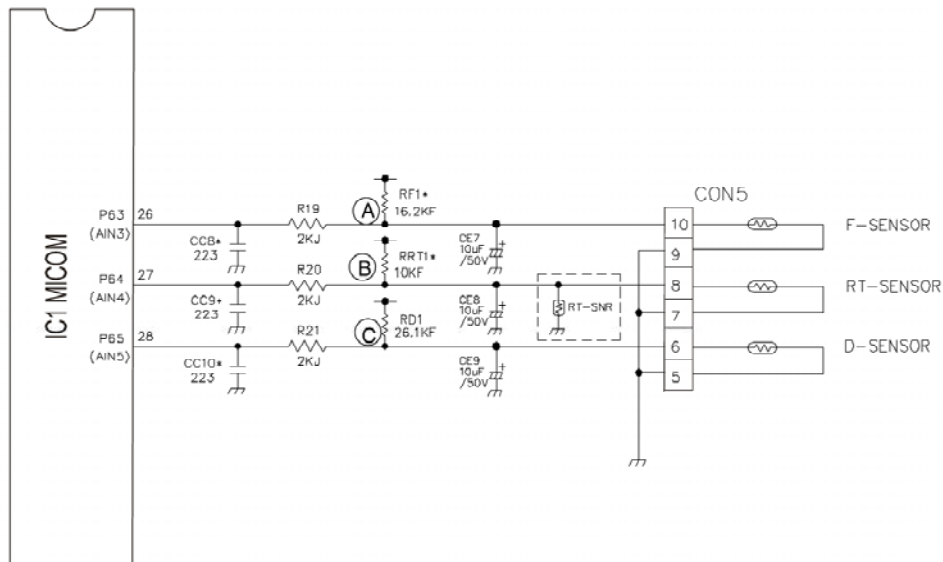 IC1 MICOM
P63
(AIN3)
26
CC8*
223
R19
2KJ
A
RF1*
16.2KF
CE7
10uF
/50V
+
P64
(AIN4)
27
CC9+
223
R20
2KJ
B
RRT1*
10KF
CE8
10uF
/50V
+
RT-SNR
P65
(AIN5)
28
CC10*
223
R21
2KJ
C
RD1
26.1KF
CE9
10uF
/50V
+
CON5
10
9
8
7
6
5
F-SENSOR
RT-SENSOR
D-SENSOR